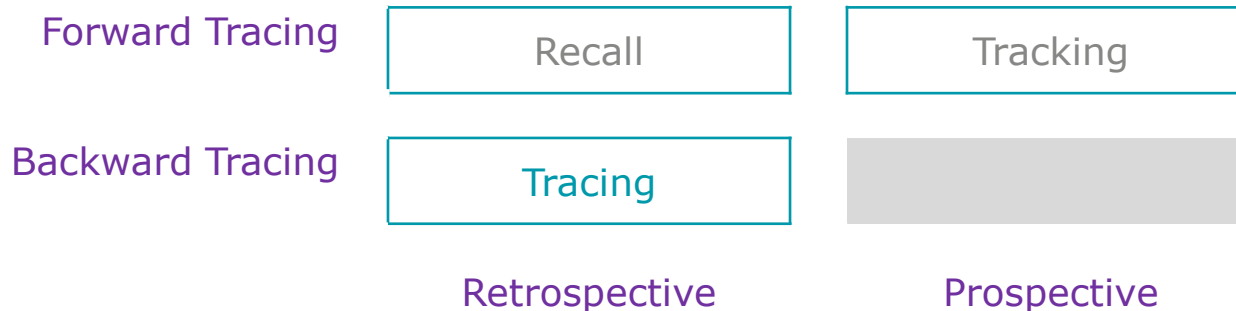 Forward Tracing
Recall
Tracking
Backward Tracing
Tracing
Retrospective
Prospective